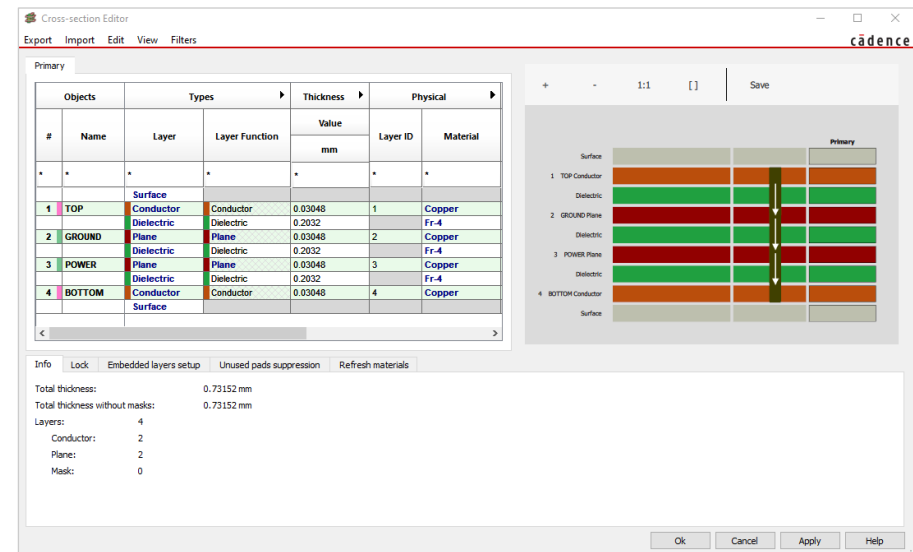 Cross-section Editor
Export Import Edit View Filters
cādence
Primary
Objects Types Thickness Physical
# Name Layer Layer Function Value mm Layer ID Material
* * * * * * *
Surface
1 TOP Conductor Conductor 0.03048 1 Copper
Dielectric Dielectric 0.2032 Fr-4
2 GROUND Plane Plane 0.03048 2 Copper
Dielectric Dielectric 0.2032 Fr-4
3 POWER Plane Plane 0.03048 3 Copper
Dielectric Dielectric 0.2032 Fr-4
4 BOTTOM Conductor Conductor 0.03048 4 Copper
Surface
+ - 1:1 [ ] Save
Primary
Surface
1 TOP Conductor
Dielectric
2 GROUND Plane
Dielectric
3 POWER Plane
Dielectric
4 BOTTOM Conductor
Surface
Info Lock Embedded layers setup Unused pads suppression Refresh materials
Total thickness: 0.73152 mm
Total thickness without masks: 0.73152 mm
Layers: 4
Conductor: 2
Plane: 2
Mask: 0
Ok Cancel Apply Help